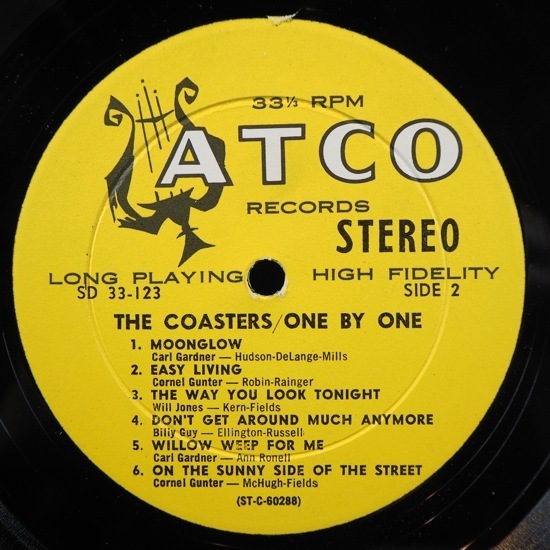 33⅓ RPM
ATCO
RECORDS
STEREO
LONG PLAYING HIGH FIDELITY
SD 33-123 SIDE 2
THE COASTERS/ONE BY ONE
1. MOONGLOW
Carl Gardner — Hudson-DeLange-Mills
2. EASY LIVING
Cornel Gunter — Robin-Rainger
3. THE WAY YOU LOOK TONIGHT
Will Jones — Kern-Fields
4. DON'T GET AROUND MUCH ANYMORE
Billy Guy — Ellington-Russell
5. WILLOW WEEP FOR ME
Carl Gardner — Ann Ronell
6. ON THE SUNNY SIDE OF THE STREET
Cornel Gunter — McHugh-Fields
(ST-C-60288)